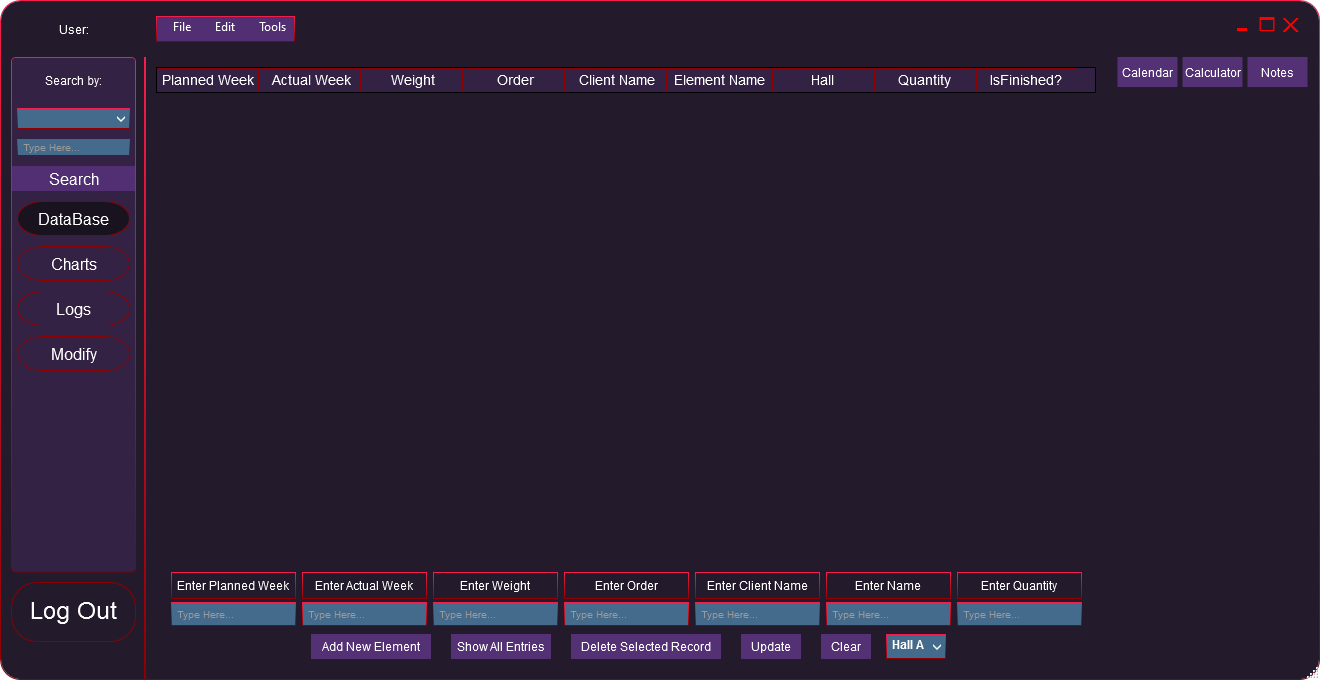 User:
File Edit Tools
Search by:
Planned Week Actual Week Weight Order Client Name Element Name Hall Quantity IsFinished?
Calendar Calculator Notes
Type Here...
Search
DataBase
Charts
Logs
Modify
Log Out
Enter Planned Week Enter Actual Week Enter Weight Enter Order Enter Client Name Enter Name Enter Quantity
Type Here... Type Here... Type Here... Type Here... Type Here... Type Here... Type Here...
Add New Element Show All Entries Delete Selected Record Update Clear Hall A